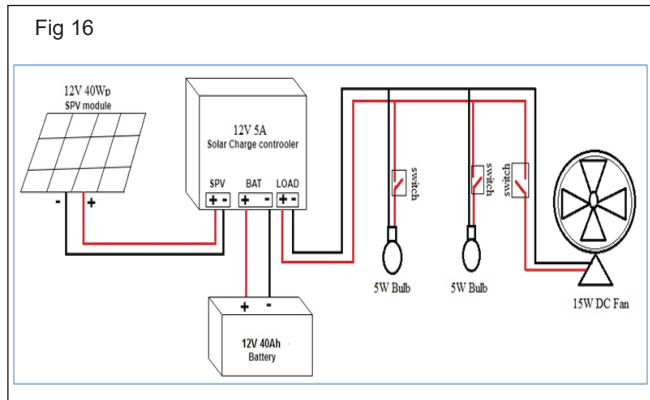 Fig 16
12V 40Wp
SPV module
- +
12V 5A
Solar Charge controoler
SPV BAT LOAD
+ - + - + -
switch
switch
switch
5W Bulb
5W Bulb
15W DC Fan
+ -
12V 40Ah
Battery